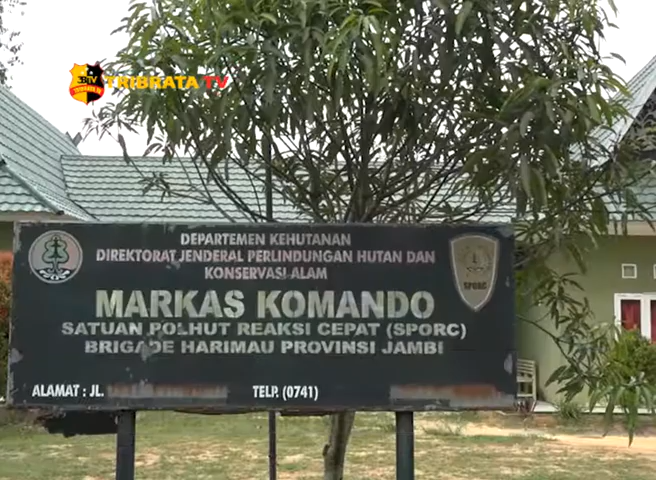 TRIBRATA TV
DEPARTEMEN KEHUTANAN
DIREKTORAT JENDERAL PERLINDUNGAN HUTAN DAN
KONSERVASI ALAM
MARKAS KOMANDO
SATUAN POLHUT REAKSI CEPAT (SPORC)
BRIGADE HARIMAU PROVINSI JAMBI
SPORC
ALAMAT : JL.
TELP. (0741)